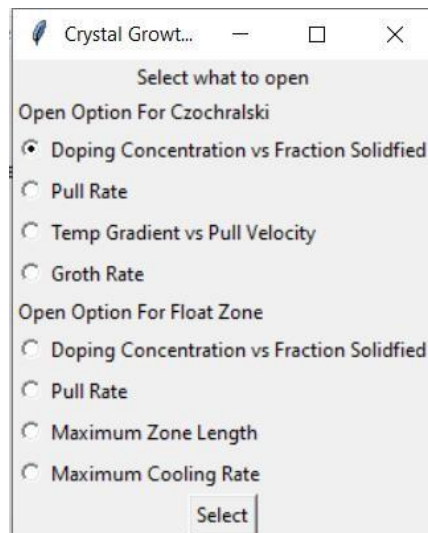 Crystal Growt...
Select what to open
Open Option For Czochralski
Doping Concentration vs Fraction Solidfied
Pull Rate
Temp Gradient vs Pull Velocity
Groth Rate
Open Option For Float Zone
Doping Concentration vs Fraction Solidfied
Pull Rate
Maximum Zone Length
Maximum Cooling Rate
Select